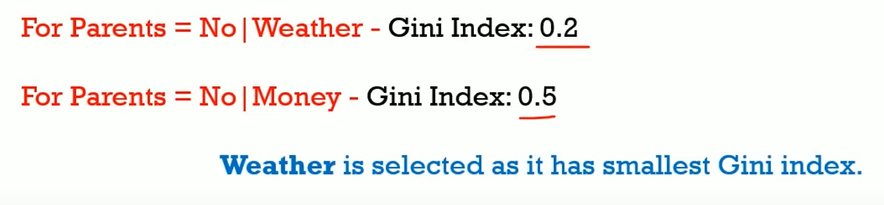 For Parents = No|Weather - Gini Index: 0.2
For Parents = No|Money - Gini Index: 0.5
Weather is selected as it has smallest Gini index.